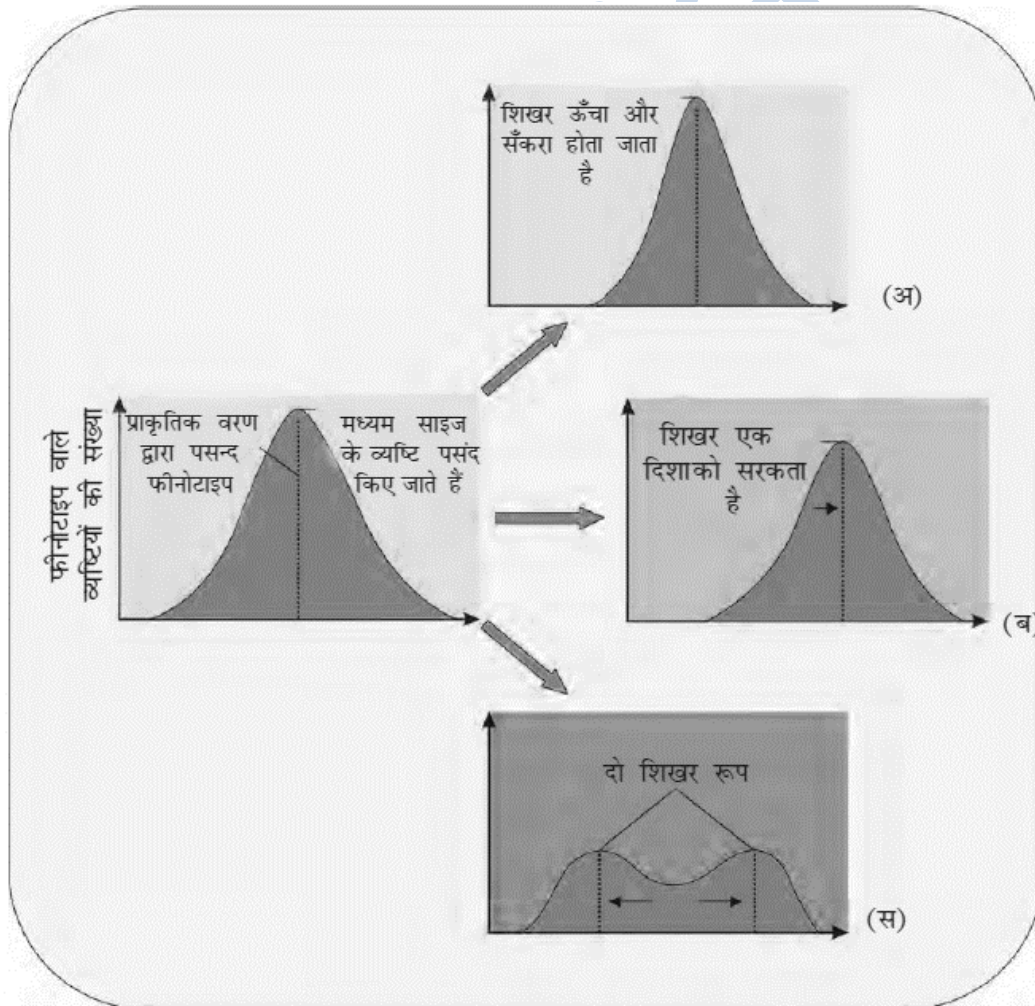 शिखर ऊँचा और
सँकरा होता जाता
है
(अ)
फीनोटाइप वाले
व्यष्टियों की संख्या
प्राकृतिक वरण
द्वारा पसन्द
फीनोटाइप
मध्यम साइज
के व्यष्टि पसंद
किए जाते हैं
शिखर एक
दिशाको सरकता
है
(ब)
दो शिखर रूप
(स)